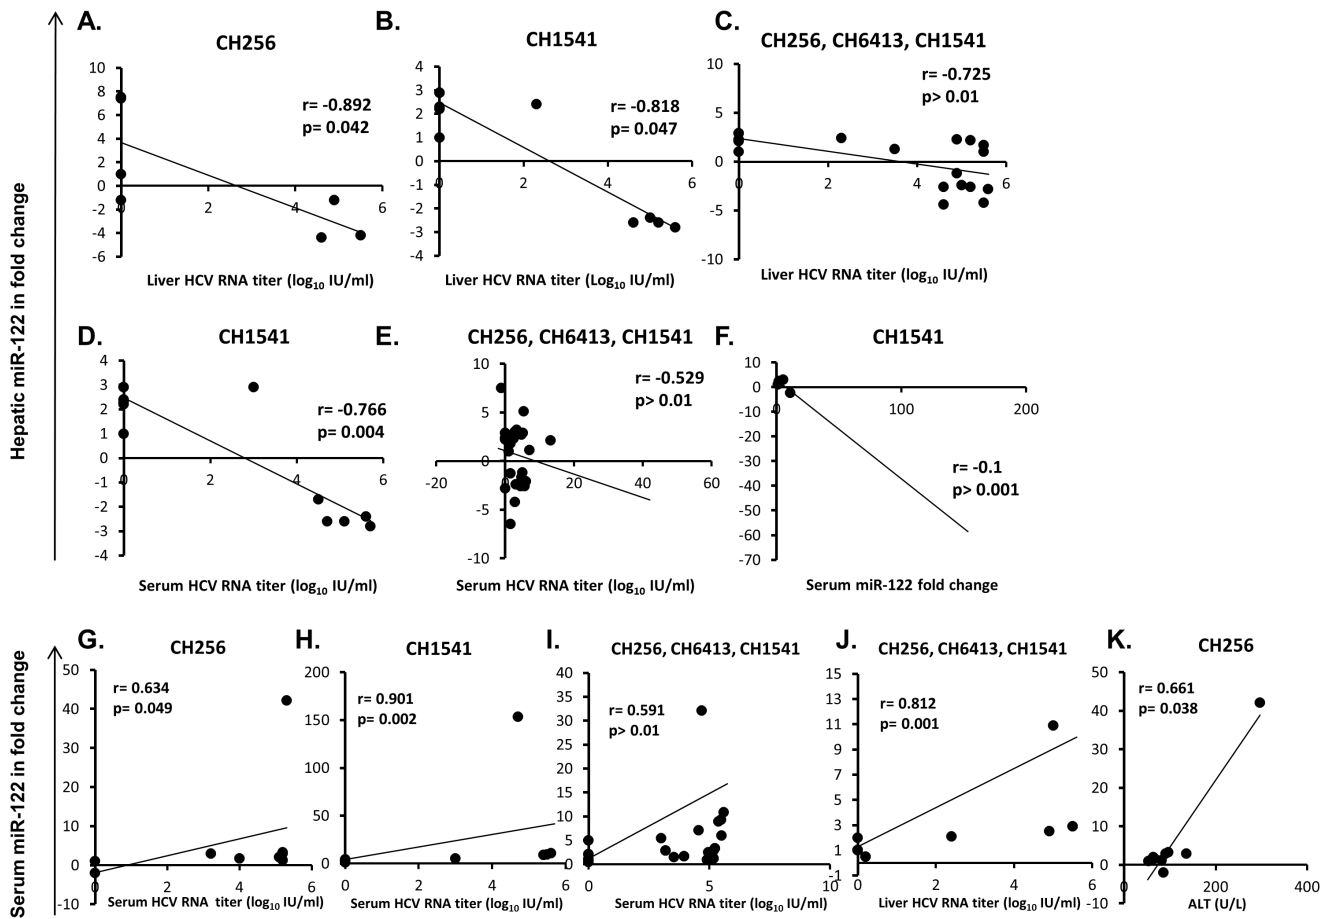 Hepatic miR-122 in fold change
A.
CH256
r= -0.892
p= 0.042
10
8
6
4
2
0
-2
-4
-6
0 2 4 6
Liver HCV RNA titer (log10 IU/ml)
B.
CH1541
r= -0.818
p= 0.047
4
3
2
1
0
-1
-2
-3
-4
0 2 4 6
Liver HCV RNA titer (Log10 IU/ml)
C.
CH256, CH6413, CH1541
r= -0.725
p> 0.01
10
5
0
-5
-10
0 2 4 6
Liver HCV RNA titer (log10 IU/ml)
D.
CH1541
r= -0.766
p= 0.004
4
3
2
1
0
-1
-2
-3
-4
0 2 4 6
Serum HCV RNA titer (log10 IU/ml)
E.
CH256, CH6413, CH1541
r= -0.529
p> 0.01
10
5
0
-5
-10
-20 0 20 40 60
Serum HCV RNA titer (log10 IU/ml)
F.
CH1541
r= -0.1
p> 0.001
10
0
-10
-20
-30
-40
-50
-60
-70
0 100 200
Serum miR-122 fold change
Serum miR-122 in fold change
G.
CH256
r= 0.634
p= 0.049
50
40
30
20
10
0
-10
0 2 4 6
Serum HCV RNA titer (log10 IU/ml)
H.
CH1541
r= 0.901
p= 0.002
200
150
100
50
0
0 2 4 6
Serum HCV RNA titer (log10 IU/ml)
I.
CH256, CH6413, CH1541
r= 0.591
p> 0.01
40
35
30
25
20
15
10
5
0
0 5 10
Serum HCV RNA titer (log10 IU/ml)
J.
CH256, CH6413, CH1541
r= 0.812
p= 0.001
15
13
11
9
7
5
3
1
-1
0 2 4 6
Liver HCV RNA titer (log10 IU/ml)
K.
CH256
r= 0.661
p= 0.038
50
40
30
20
10
0
-10
0 200 400
ALT (U/L)